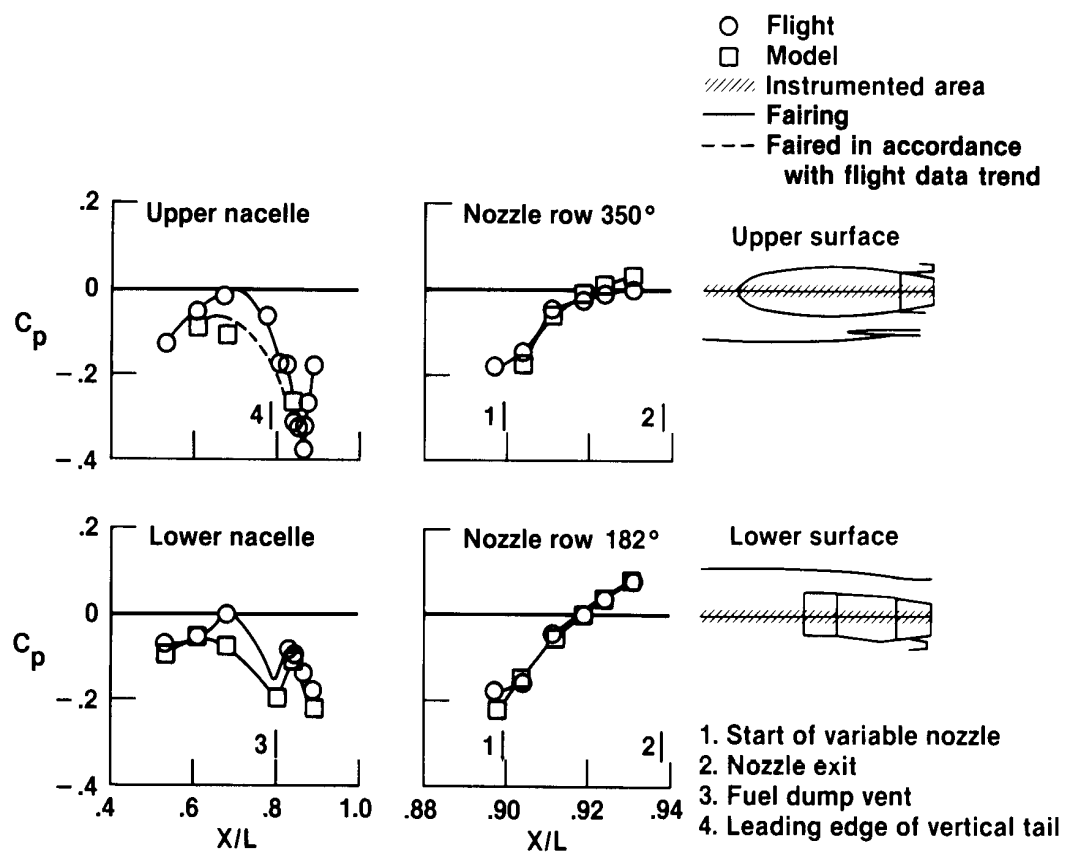 Flight
Model
Instrumented area
Fairing
Faired in accordance
with flight data trend
.2
0
-.2
-.4
Cp
Upper nacelle
4
Nozzle row 350°
1
2
Upper surface
.2
0
-.2
-.4
Cp
Lower nacelle
3
.4
.6
.8
1.0
X/L
Nozzle row 182°
1
2
.88
.90
.92
.94
X/L
Lower surface
1. Start of variable nozzle
2. Nozzle exit
3. Fuel dump vent
4. Leading edge of vertical tail